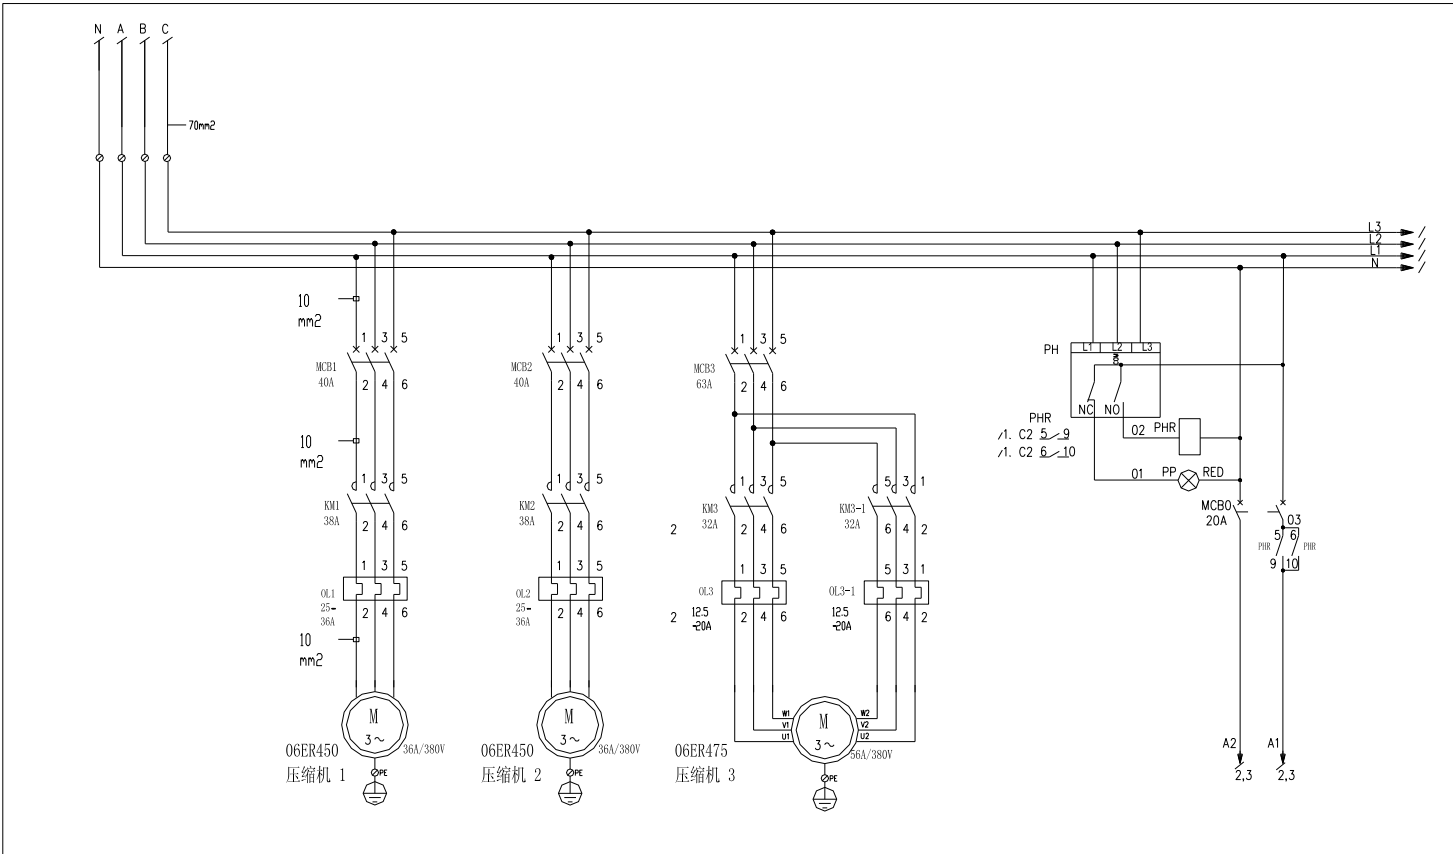 N A B C
70mm2
L3
L2
L1
N
10
mm2
1 3 5
MCB1
40A
2 4 6
10
mm2
1 3 5
KM1
38A
2 4 6
1 3 5
OL1
25-
36A
2 4 6
10
mm2
M
3~
06ER450
36A/380V
压缩机 1
PE
1 3 5
MCB2
40A
2 4 6
1 3 5
KM2
38A
2 4 6
1 3 5
OL2
25-
36A
2 4 6
M
3~
06ER450
36A/380V
压缩机 2
PE
1 3 5
MCB3
63A
2 4 6
1 3 5
KM3
32A
2
2 4 6
5 3 1
KM3-1
32A
6 4 2
1 3 5
OL3
12.5
-20A
2
2 4 6
5 3 1
OL3-1
12.5
-20A
6 4 2
W1
V1
U1
M
3~
W2
V2
U2
06ER475
56A/380V
压缩机 3
PE
PH
L1 L2 L3
NC NO
PHR
/1. C2 5 9
/1. C2 6 10
02 PHR
01 PP RED
MCB0
20A
03
5 6
PHR PHR
9 10
A2 A1
2,3 2,3